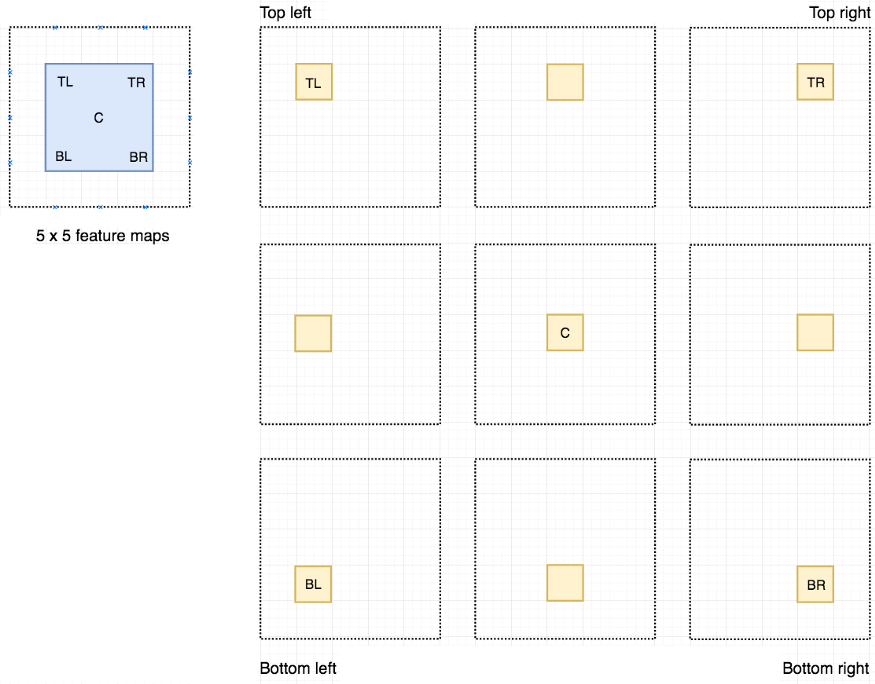 Top left
Top right
TL
TR
C
BL
BR
5 x 5 feature maps
TL
TR
C
BL
BR
Bottom left
Bottom right